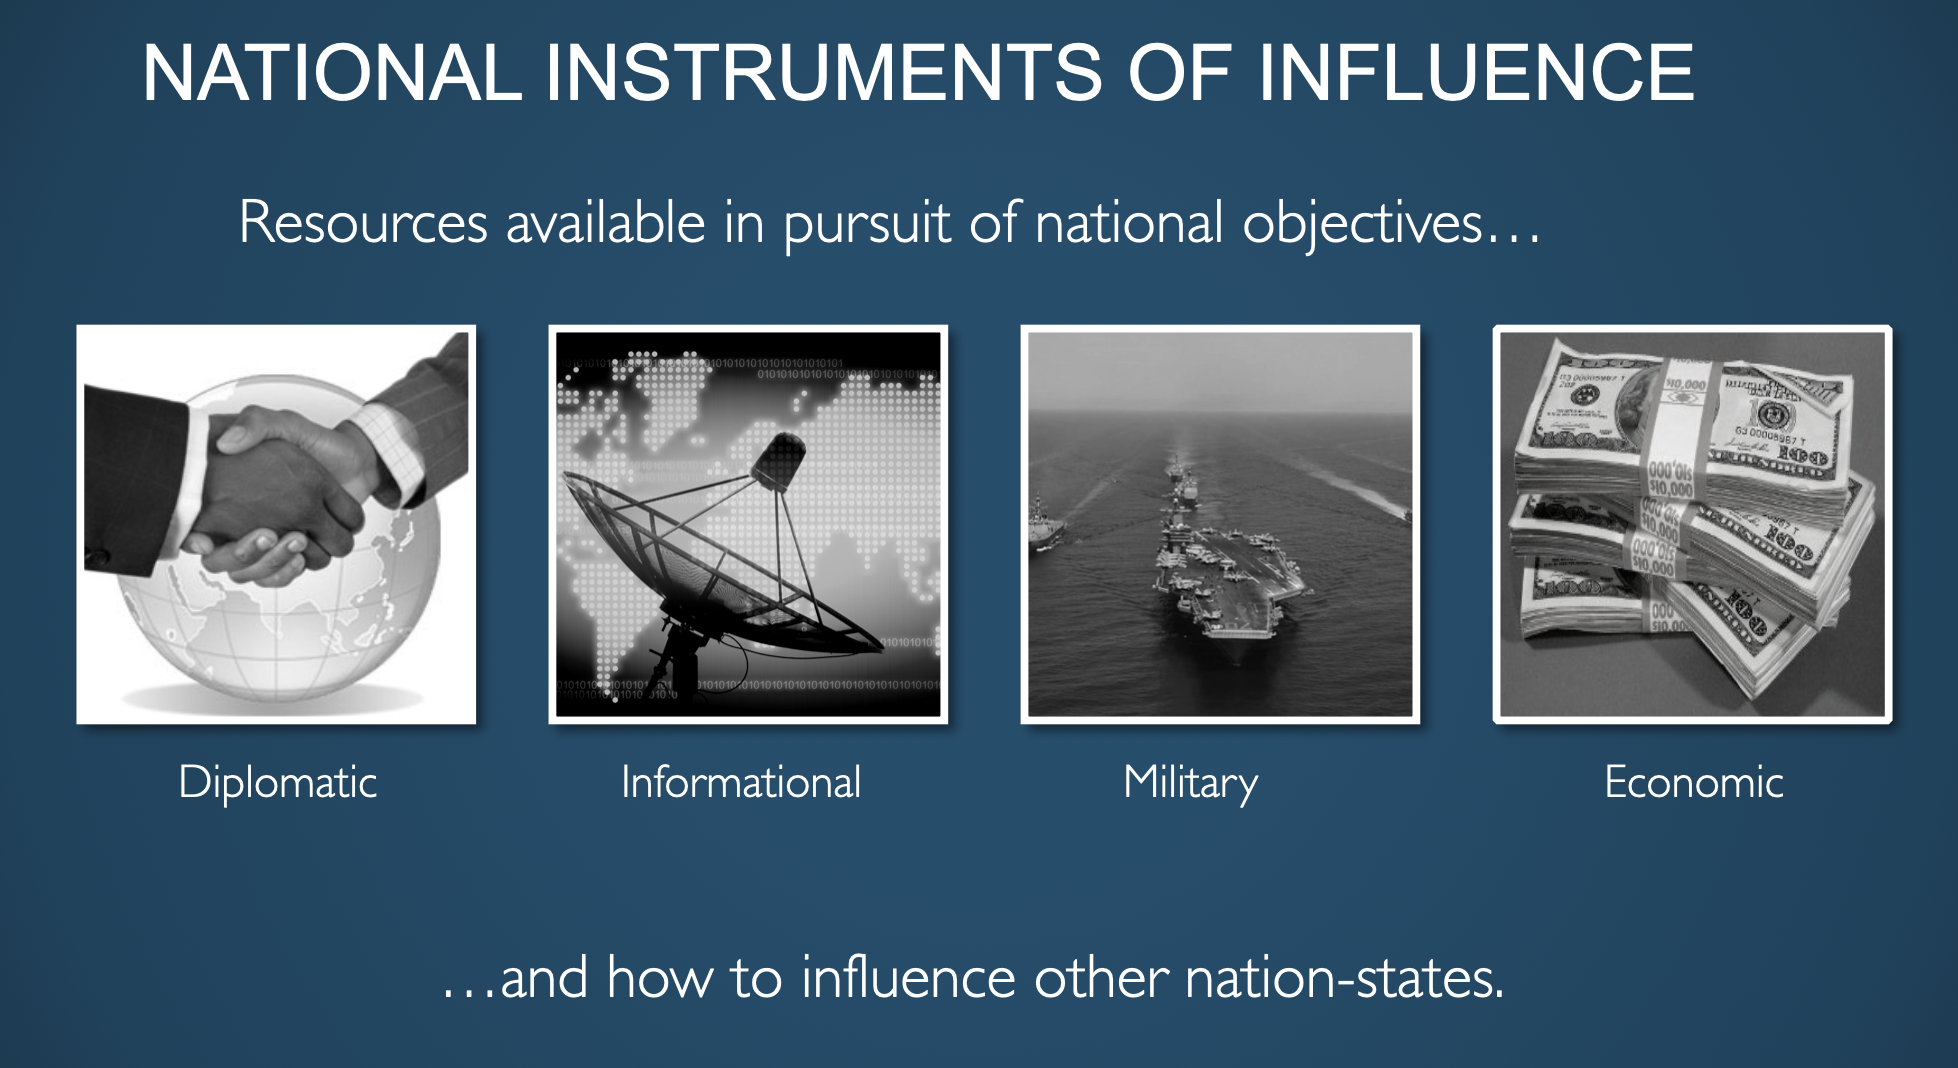 NATIONAL INSTRUMENTS OF INFLUENCE
Resources available in pursuit of national objectives…
Diplomatic
Informational
Military
Economic
…and how to influence other nation-states.